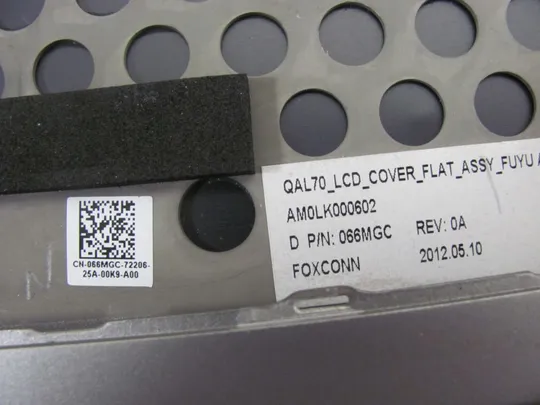 QAL70_LCD_COVER_FLAT_ASSY_FUYU
AM0LK000602
D P/N: 066MGC REV: 0A
FOXCONN 2012.05.10
CN-066MGC-72206-
25A-00K9-A00